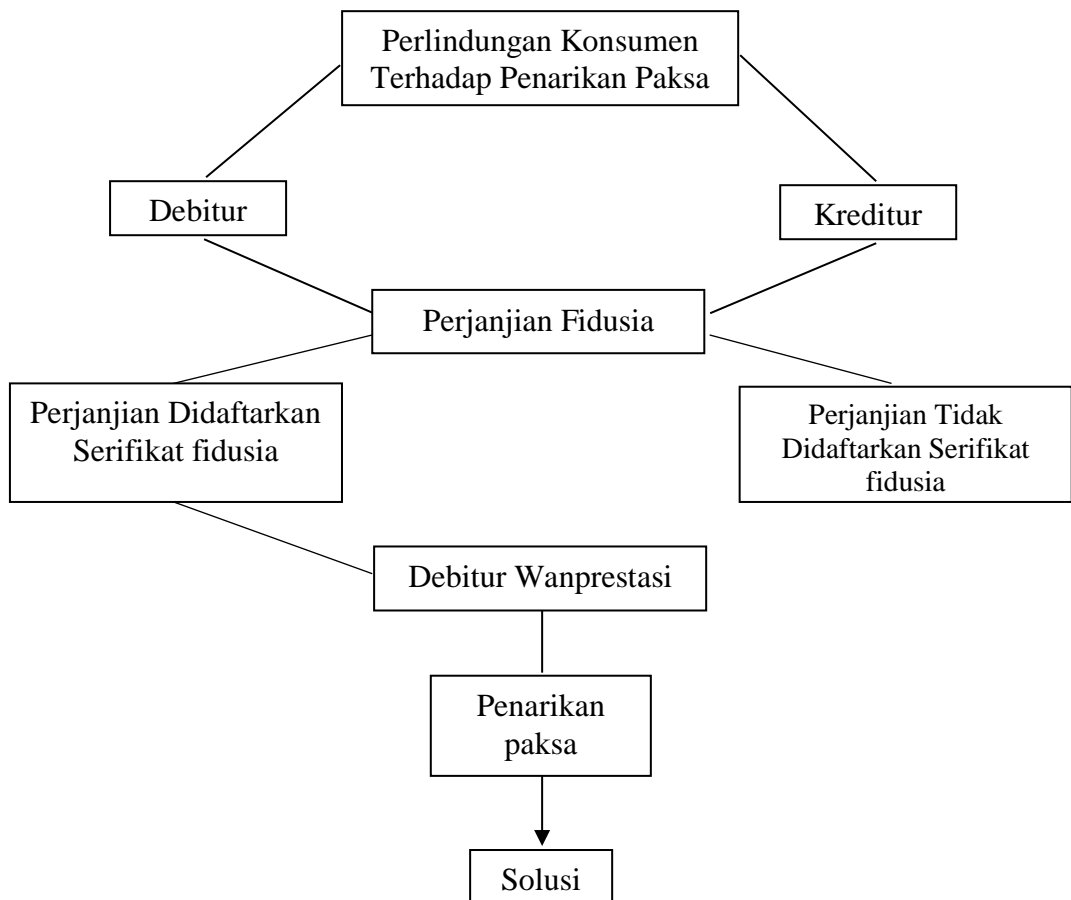 Perlindungan Konsumen
Terhadap Penarikan Paksa
Debitur
Kreditur
Perjanjian Fidusia
Perjanjian Didaftarkan
Serifikat fidusia
Perjanjian Tidak
Didaftarkan Serifikat
fidusia
Debitur Wanprestasi
Penarikan
paksa
Solusi